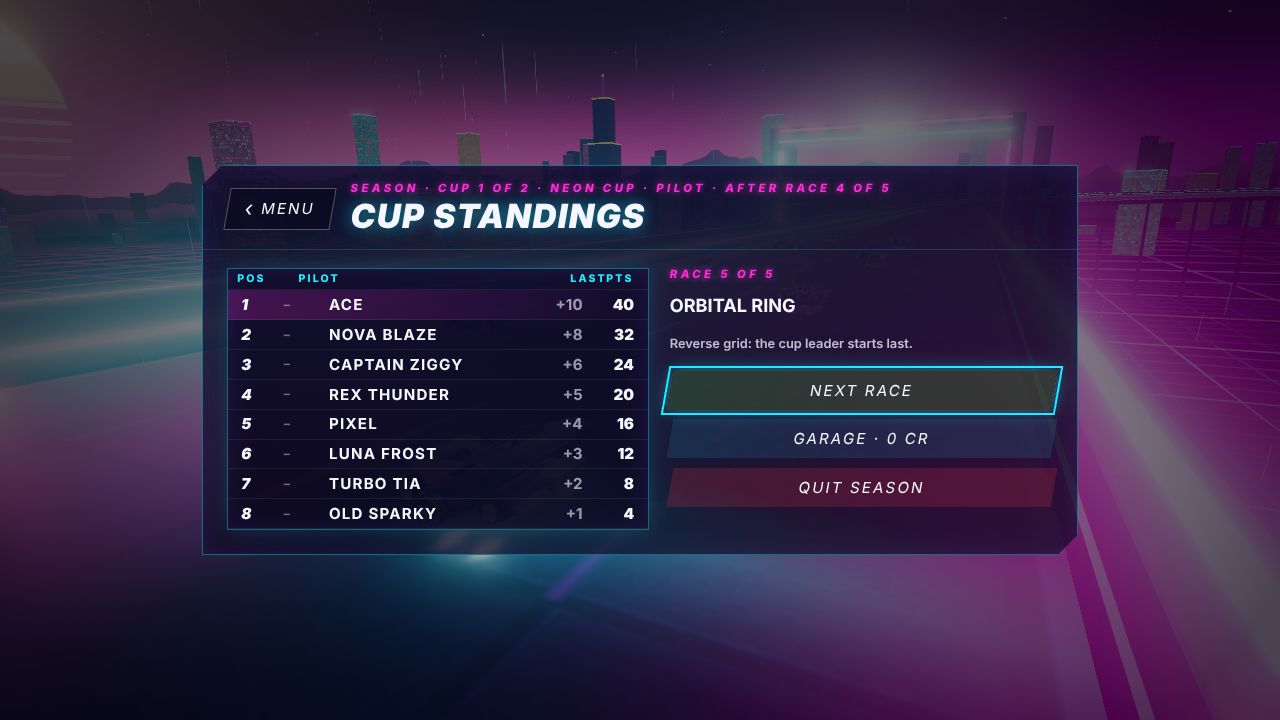 SEASON · CUP 1 OF 2 · NEON CUP · PILOT · AFTER RACE 4 OF 5
‹ MENU
CUP STANDINGS
POS PILOT LAST PTS
1 – ACE +10 40
2 – NOVA BLAZE +8 32
3 – CAPTAIN ZIGGY +6 24
4 – REX THUNDER +5 20
5 – PIXEL +4 16
6 – LUNA FROST +3 12
7 – TURBO TIA +2 8
8 – OLD SPARKY +1 4
RACE 5 OF 5
ORBITAL RING
Reverse grid: the cup leader starts last.
NEXT RACE
GARAGE · 0 CR
QUIT SEASON